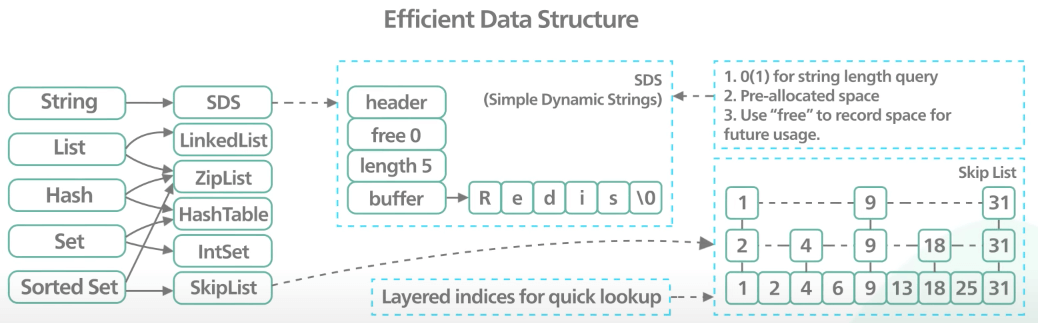 Efficient Data Structure
String
List
Hash
Set
Sorted Set
SDS
LinkedList
ZipList
HashTable
IntSet
SkipList
SDS
(Simple Dynamic Strings)
header
free 0
length 5
buffer
R e d i s \0
1. 0(1) for string length query
2. Pre-allocated space
3. Use “free” to record space for
future usage.
Skip List
1 9 31
2 4 9 18 31
1 2 4 6 9 13 18 25 31
Layered indices for quick lookup